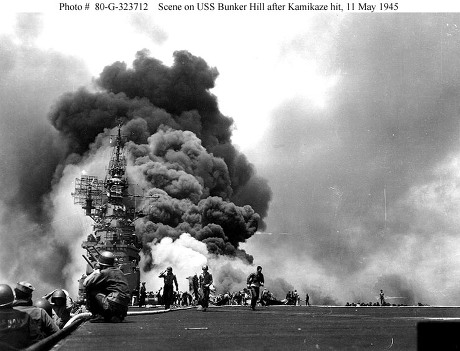 Photo # 80-G-323712 Scene on USS Bunker Hill after Kamikaze hit, 11 May 1945